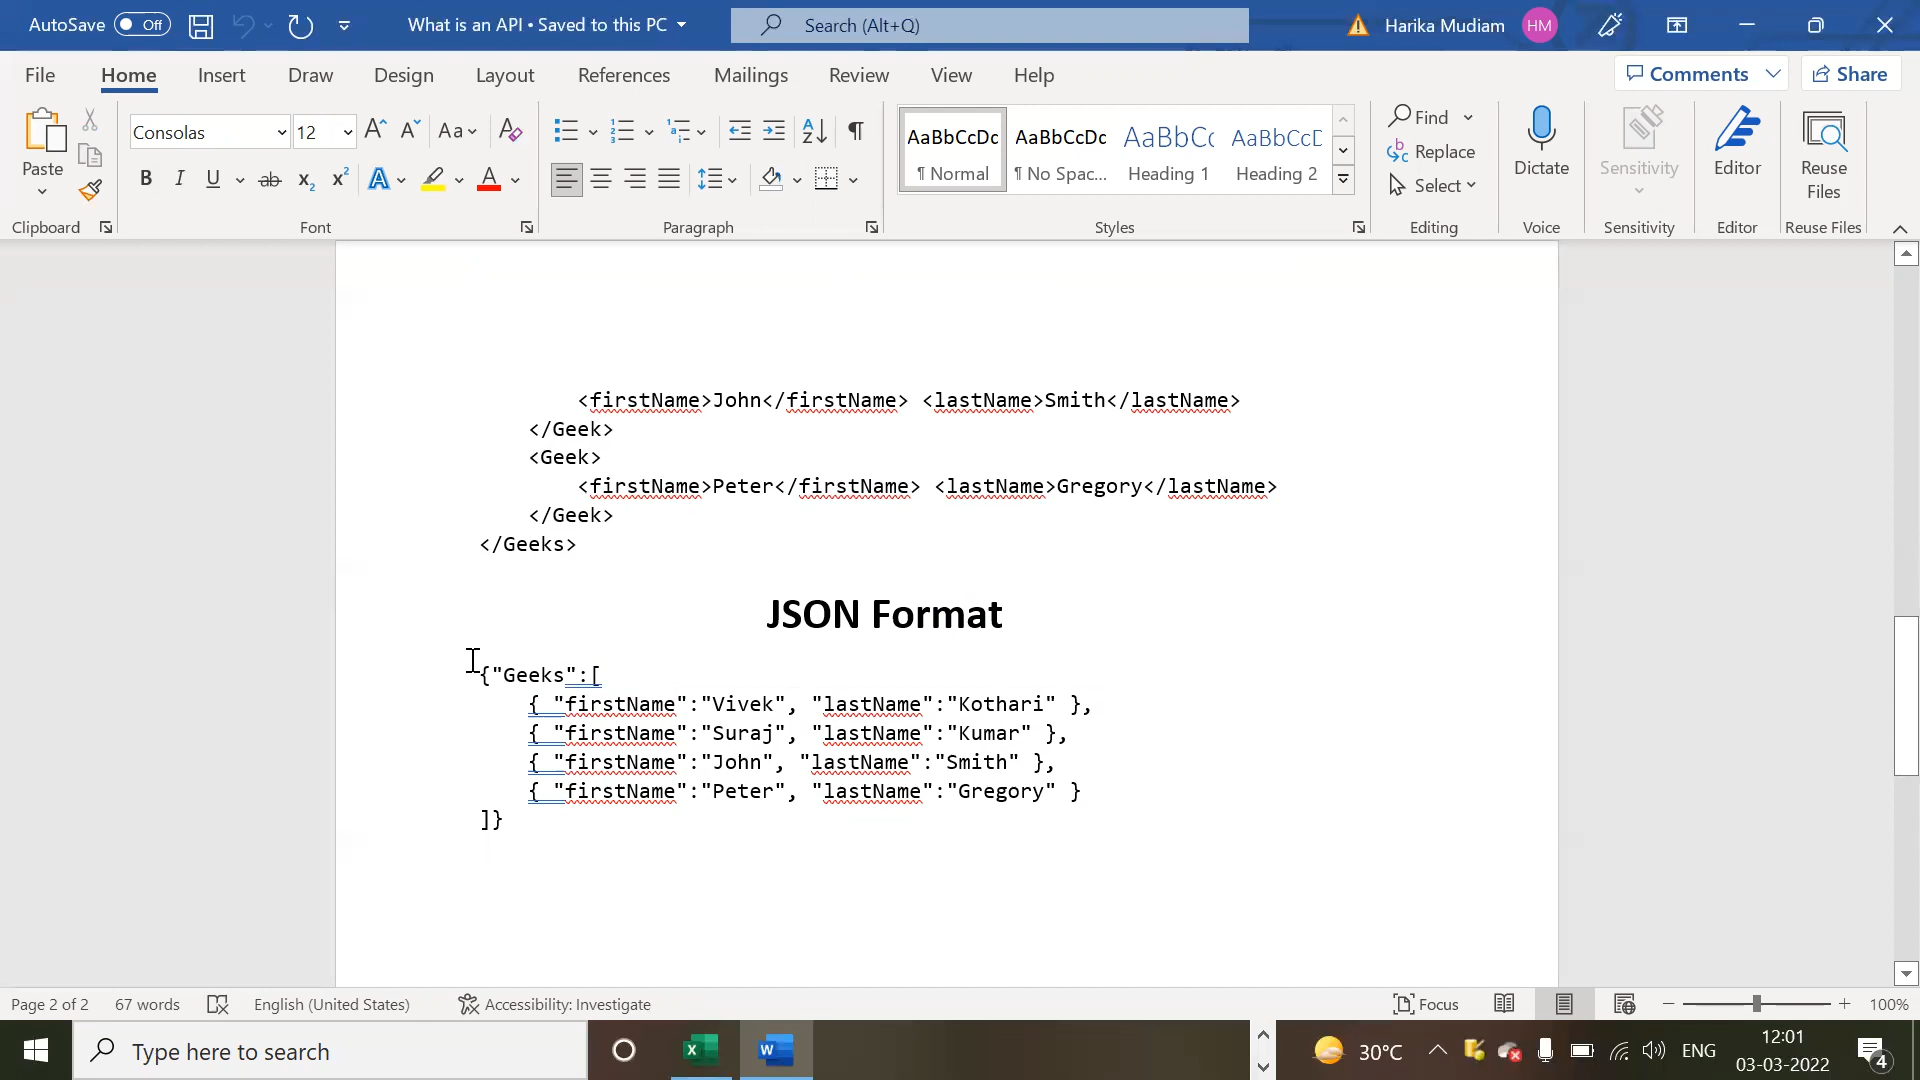 AutoSave Off What is an API • Saved to this PC Search (Alt+Q) Harika Mudiam HM
File Home Insert Draw Design Layout References Mailings Review View Help Comments Share
Paste Consolas 12 Aa AaBbCcDc AaBbCcDc AaBbCc AaBbCcD Find Replace Select Dictate Sensitivity Editor Reuse Files
B I U ab x₂ x² A A ¶ Normal ¶ No Spac... Heading 1 Heading 2
Clipboard Font Paragraph Styles Editing Voice Sensitivity Editor Reuse Files
<firstName>John</firstName> <lastName>Smith</lastName>
</Geek>
<Geek>
<firstName>Peter</firstName> <lastName>Gregory</lastName>
</Geek>
</Geeks>
JSON Format
{"Geeks":[
{ "firstName":"Vivek", "lastName":"Kothari" },
{ "firstName":"Suraj", "lastName":"Kumar" },
{ "firstName":"John", "lastName":"Smith" },
{ "firstName":"Peter", "lastName":"Gregory" }
]}
Page 2 of 2 67 words English (United States) Accessibility: Investigate Focus 100%
Type here to search 30°C ENG 12:01
03-03-2022 4